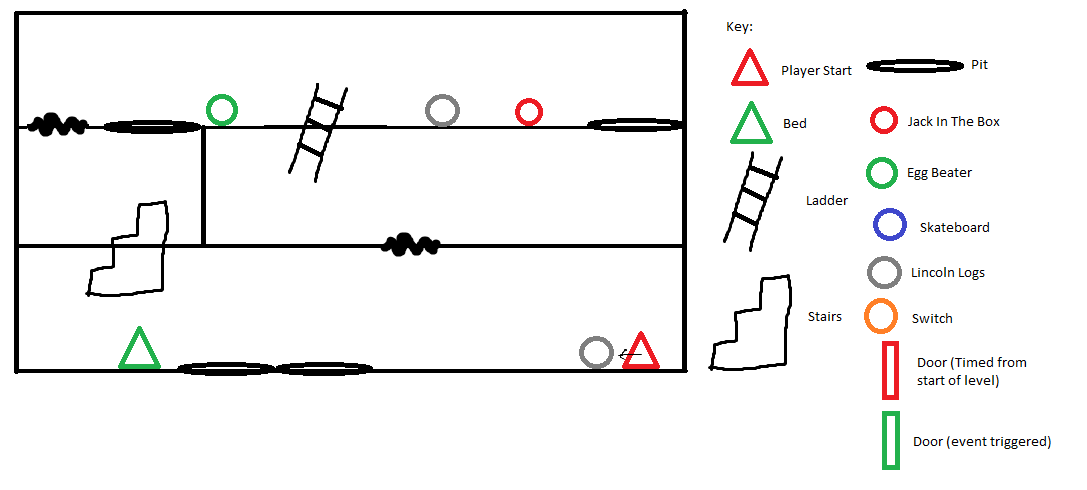 Key:
Player Start
Pit
Bed
Jack In The Box
Egg Beater
Ladder
Skateboard
Lincoln Logs
Stairs
Switch
Door (Timed from
start of level)
Door (event triggered)